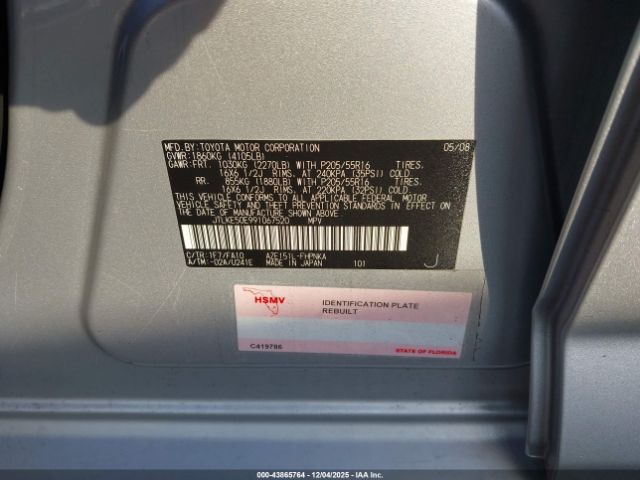 MFD.BY:TOYOTA MOTOR CORPORATION 05/08
GVWR:1860KG (4105LB)
GAWR:FRT. 1030KG (2270LB) WITH P205/55R16 TIRES.
16X6 1/2J RIMS. AT 240KPA (35PSI) COLD
RR. 855KG (1880LB) WITH P205/55R16 TIRES.
16X6 1/2J RIMS. AT 220KPA (32PSI) COLD
THIS VEHICLE CONFORMS TO ALL APPLICABLE FEDERAL MOTOR
VEHICLE SAFETY AND THEFT PREVENTION STANDARDS IN EFFECT
ON THE DATE OF MANUFACTURE SHOWN ABOVE.
JTLKE50E991067520 MPV
C/TR:1F7/FA10 AZE151L-FHPNKA
A/TM:-02A/U241E MADE IN JAPAN 101 J
HSMV
IDENTIFICATION PLATE
REBUILT
C419786
STATE OF FLORIDA
000-43865764 - 12/04/2025 - IAAI.COM